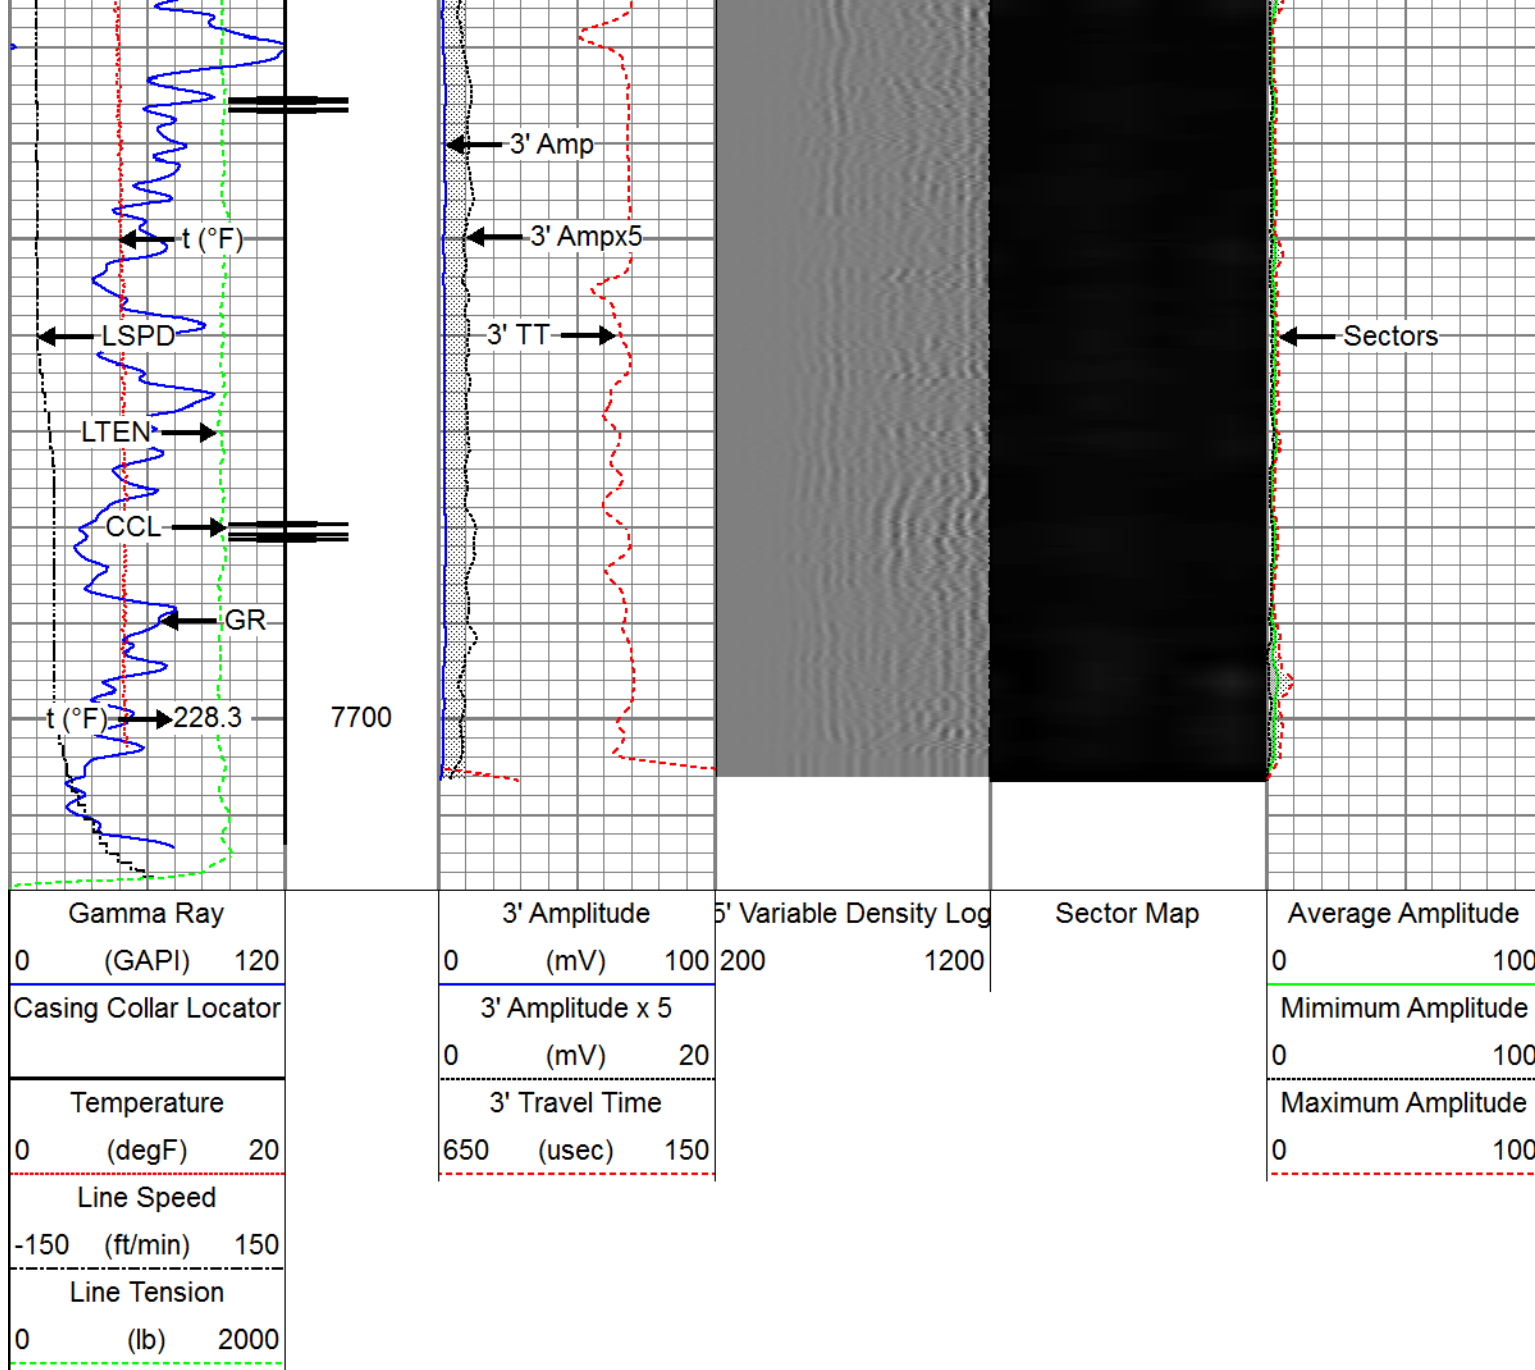 3' Amp
3' Ampx5
t (°F)
LSPD
3' TT
Sectors
LTEN
CCL
GR
t (°F) 228.3
7700
Gamma Ray
0 (GAPI) 120
Casing Collar Locator
Temperature
0 (degF) 20
Line Speed
-150 (ft/min) 150
Line Tension
0 (lb) 2000
3' Amplitude
0 (mV) 100
3' Amplitude x 5
0 (mV) 20
3' Travel Time
650 (usec) 150
5' Variable Density Log
200 1200
Sector Map
Average Amplitude
0 100
Mimimum Amplitude
0 100
Maximum Amplitude
0 100